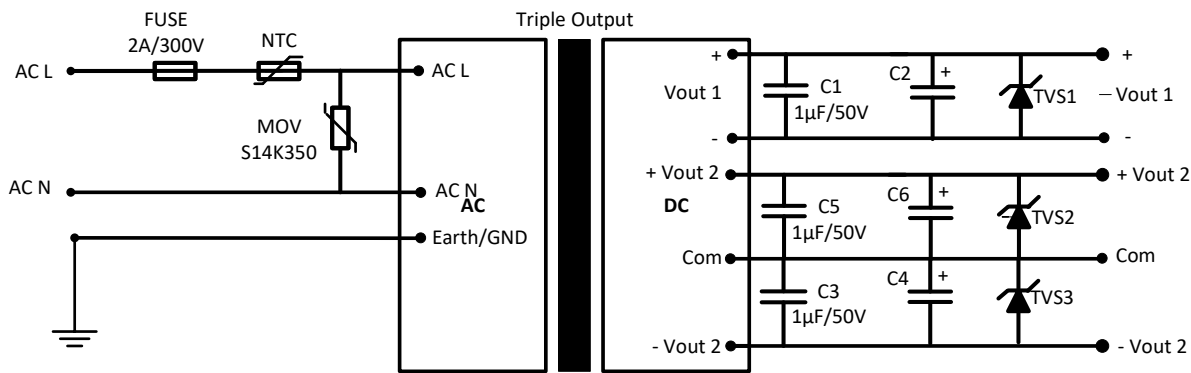 Triple Output
FUSE
2A/300V
NTC
AC L
AC L
MOV
S14K350
AC N
AC N
AC
Earth/GND
+
Vout 1
-
+ Vout 2
DC
Com
- Vout 2
C1
1µF/50V
C2
+
TVS1
+
Vout 1
-
C5
1µF/50V
C6
+
TVS2
+ Vout 2
Com
C3
1µF/50V
C4
+
TVS3
- Vout 2